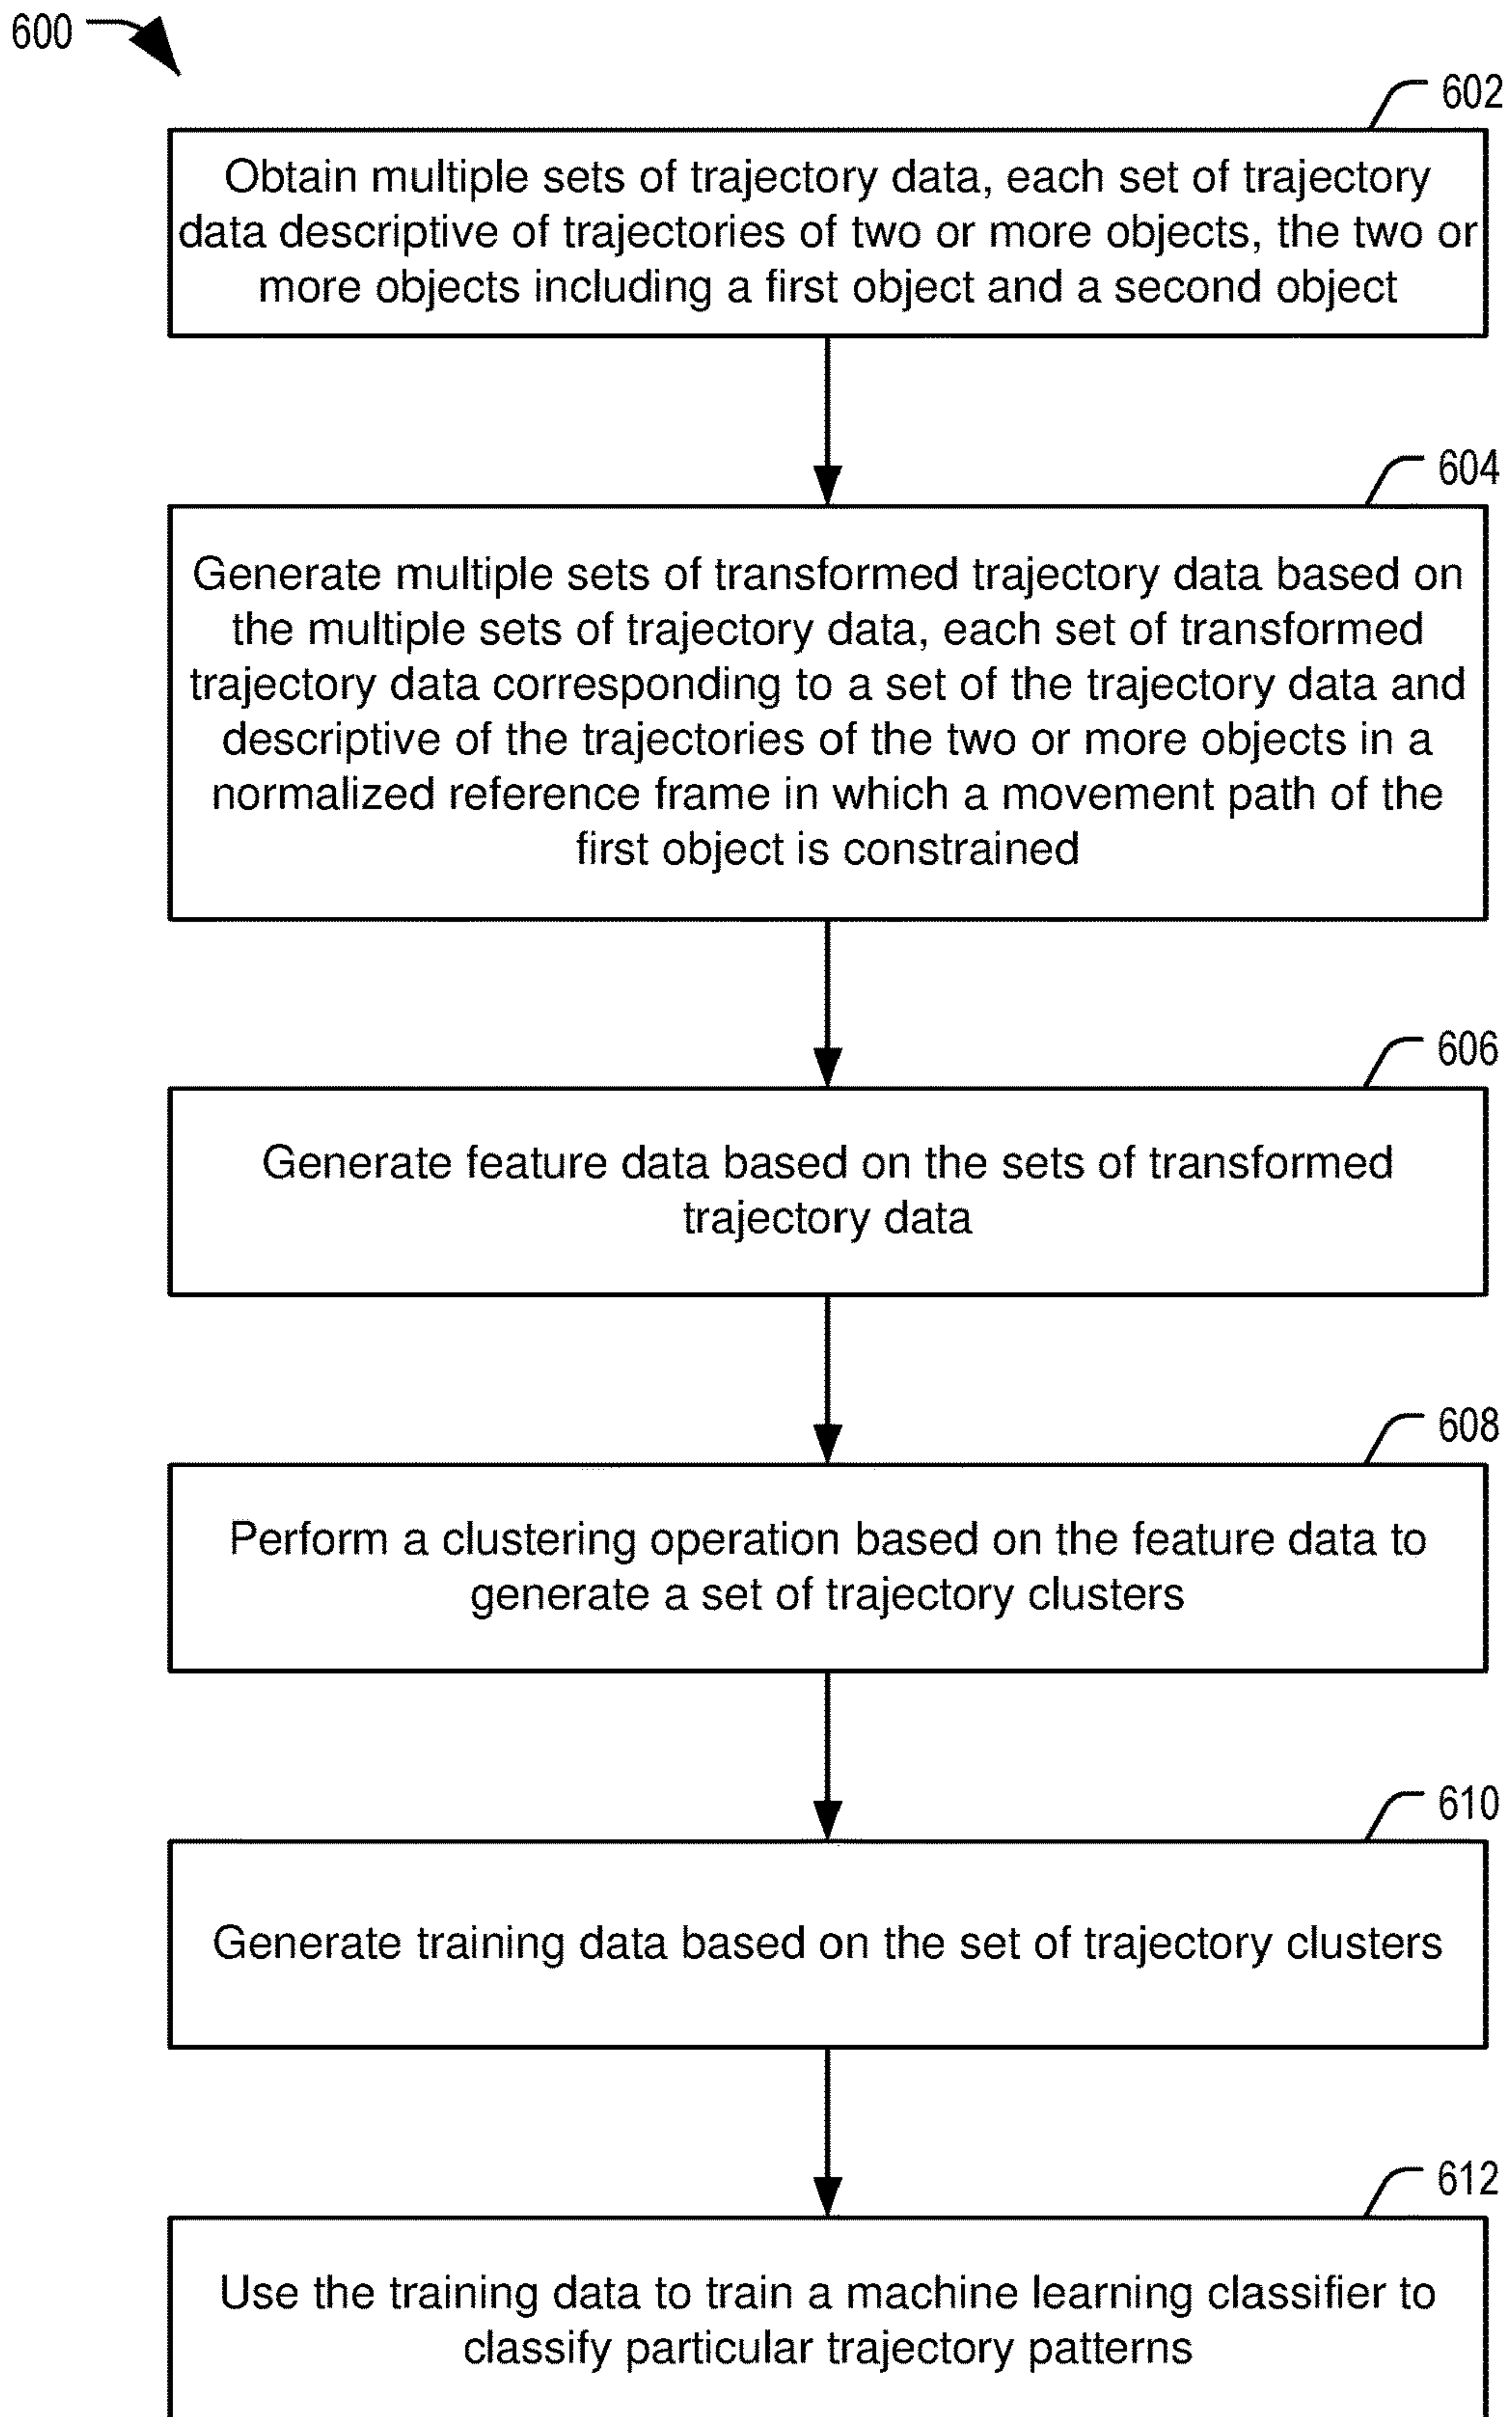 600
602
Obtain multiple sets of trajectory data, each set of trajectory
data descriptive of trajectories of two or more objects, the two or
more objects including a first object and a second object
604
Generate multiple sets of transformed trajectory data based on
the multiple sets of trajectory data, each set of transformed
trajectory data corresponding to a set of the trajectory data and
descriptive of the trajectories of the two or more objects in a
normalized reference frame in which a movement path of the
first object is constrained
606
Generate feature data based on the sets of transformed
trajectory data
608
Perform a clustering operation based on the feature data to
generate a set of trajectory clusters
610
Generate training data based on the set of trajectory clusters
612
Use the training data to train a machine learning classifier to
classify particular trajectory patterns